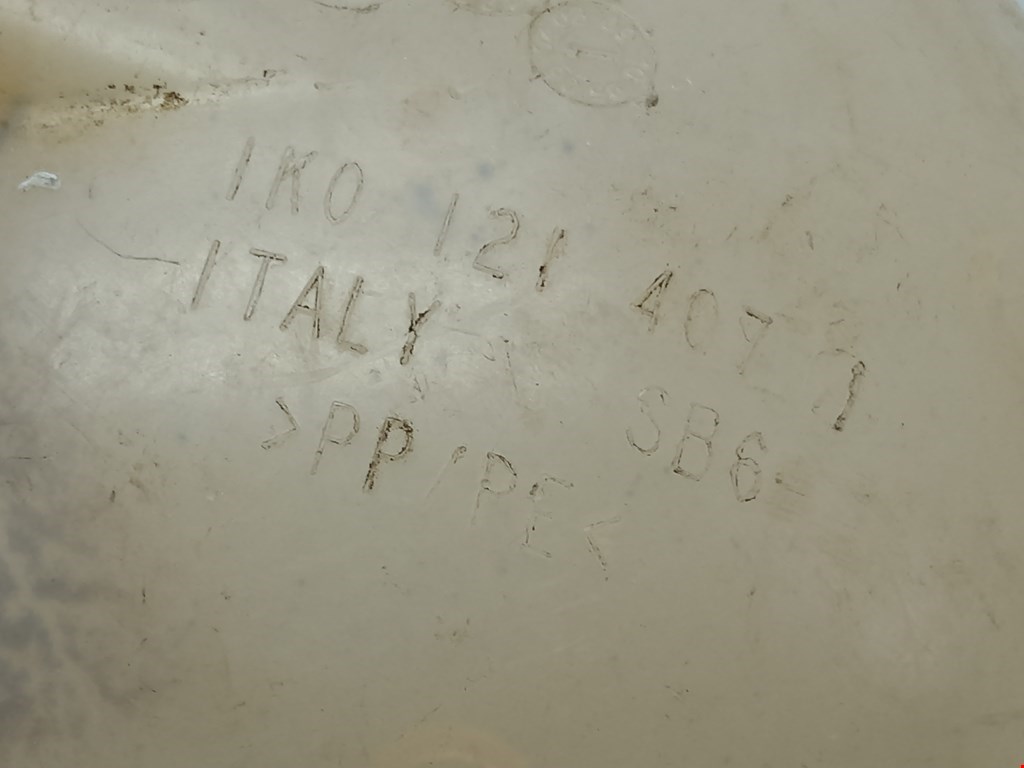 1K0 121 407
ITALY
SB6
>PP/PE<